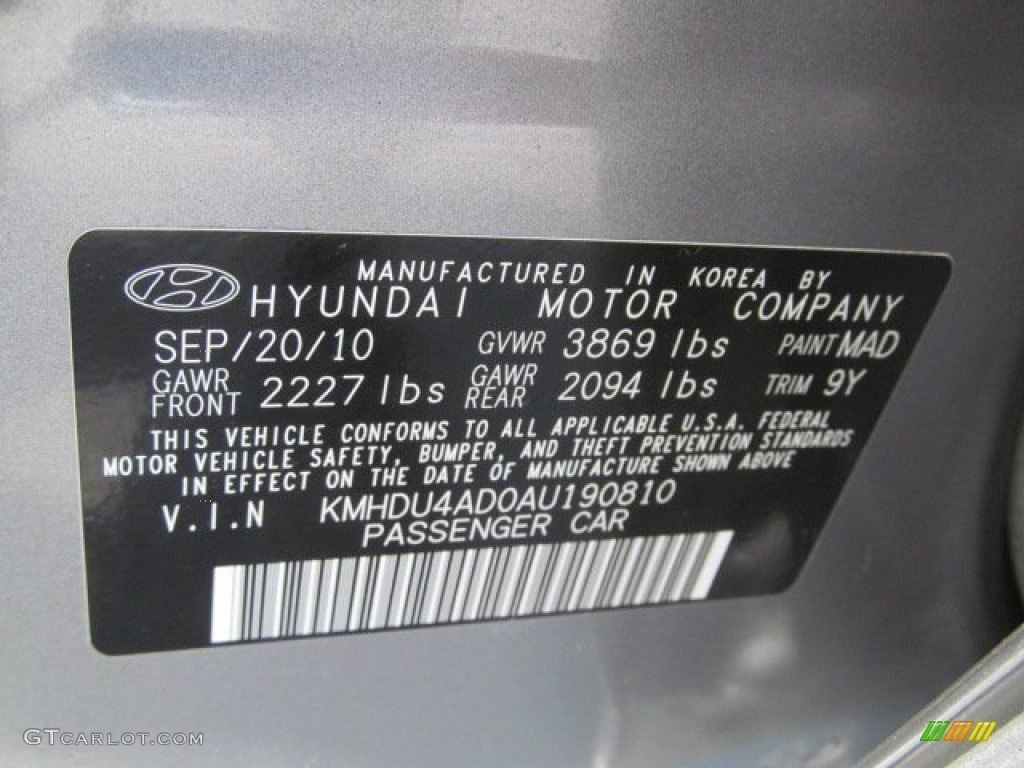 MANUFACTURED IN KOREA BY
HYUNDAI MOTOR COMPANY
SEP/20/10 GVWR 3869 lbs PAINT MAD
GAWR FRONT 2227 lbs GAWR REAR 2094 lbs TRIM 9Y
THIS VEHICLE CONFORMS TO ALL APPLICABLE U.S.A. FEDERAL
MOTOR VEHICLE SAFETY, BUMPER, AND THEFT PREVENTION STANDARDS
IN EFFECT ON THE DATE OF MANUFACTURE SHOWN ABOVE
V.I.N KMHDU4AD0AU190810
PASSENGER CAR
GTCARLOT.COM